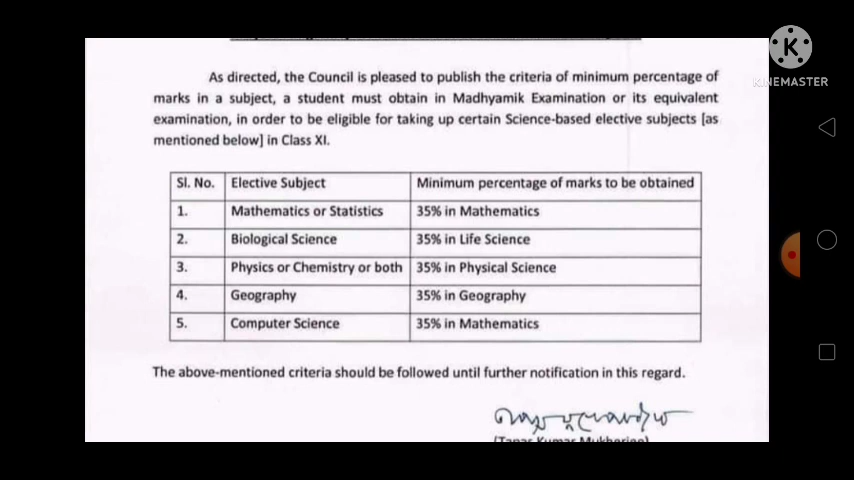 As directed, the Council is pleased to publish the criteria of minimum percentage of
marks in a subject, a student must obtain in Madhyamik Examination or its equivalent
examination, in order to be eligible for taking up certain Science-based elective subjects [as
mentioned below] in Class XI.
Sl. No. Elective Subject Minimum percentage of marks to be obtained
1. Mathematics or Statistics 35% in Mathematics
2. Biological Science 35% in Life Science
3. Physics or Chemistry or both 35% in Physical Science
4. Geography 35% in Geography
5. Computer Science 35% in Mathematics
The above-mentioned criteria should be followed until further notification in this regard.
(Tapas Kumar Mukherjee)
K
KINEMASTER